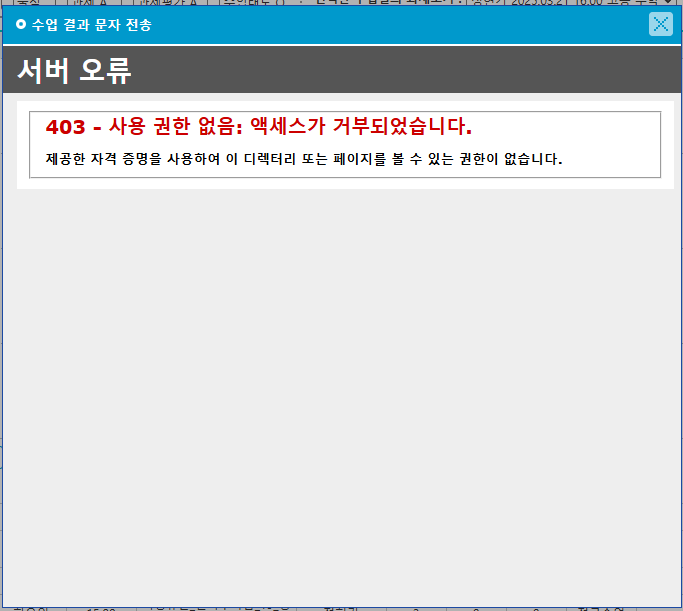 수업 결과 문자 전송
서버 오류
403 - 사용 권한 없음: 액세스가 거부되었습니다.
제공한 자격 증명을 사용하여 이 디렉터리 또는 페이지를 볼 수 있는 권한이 없습니다.